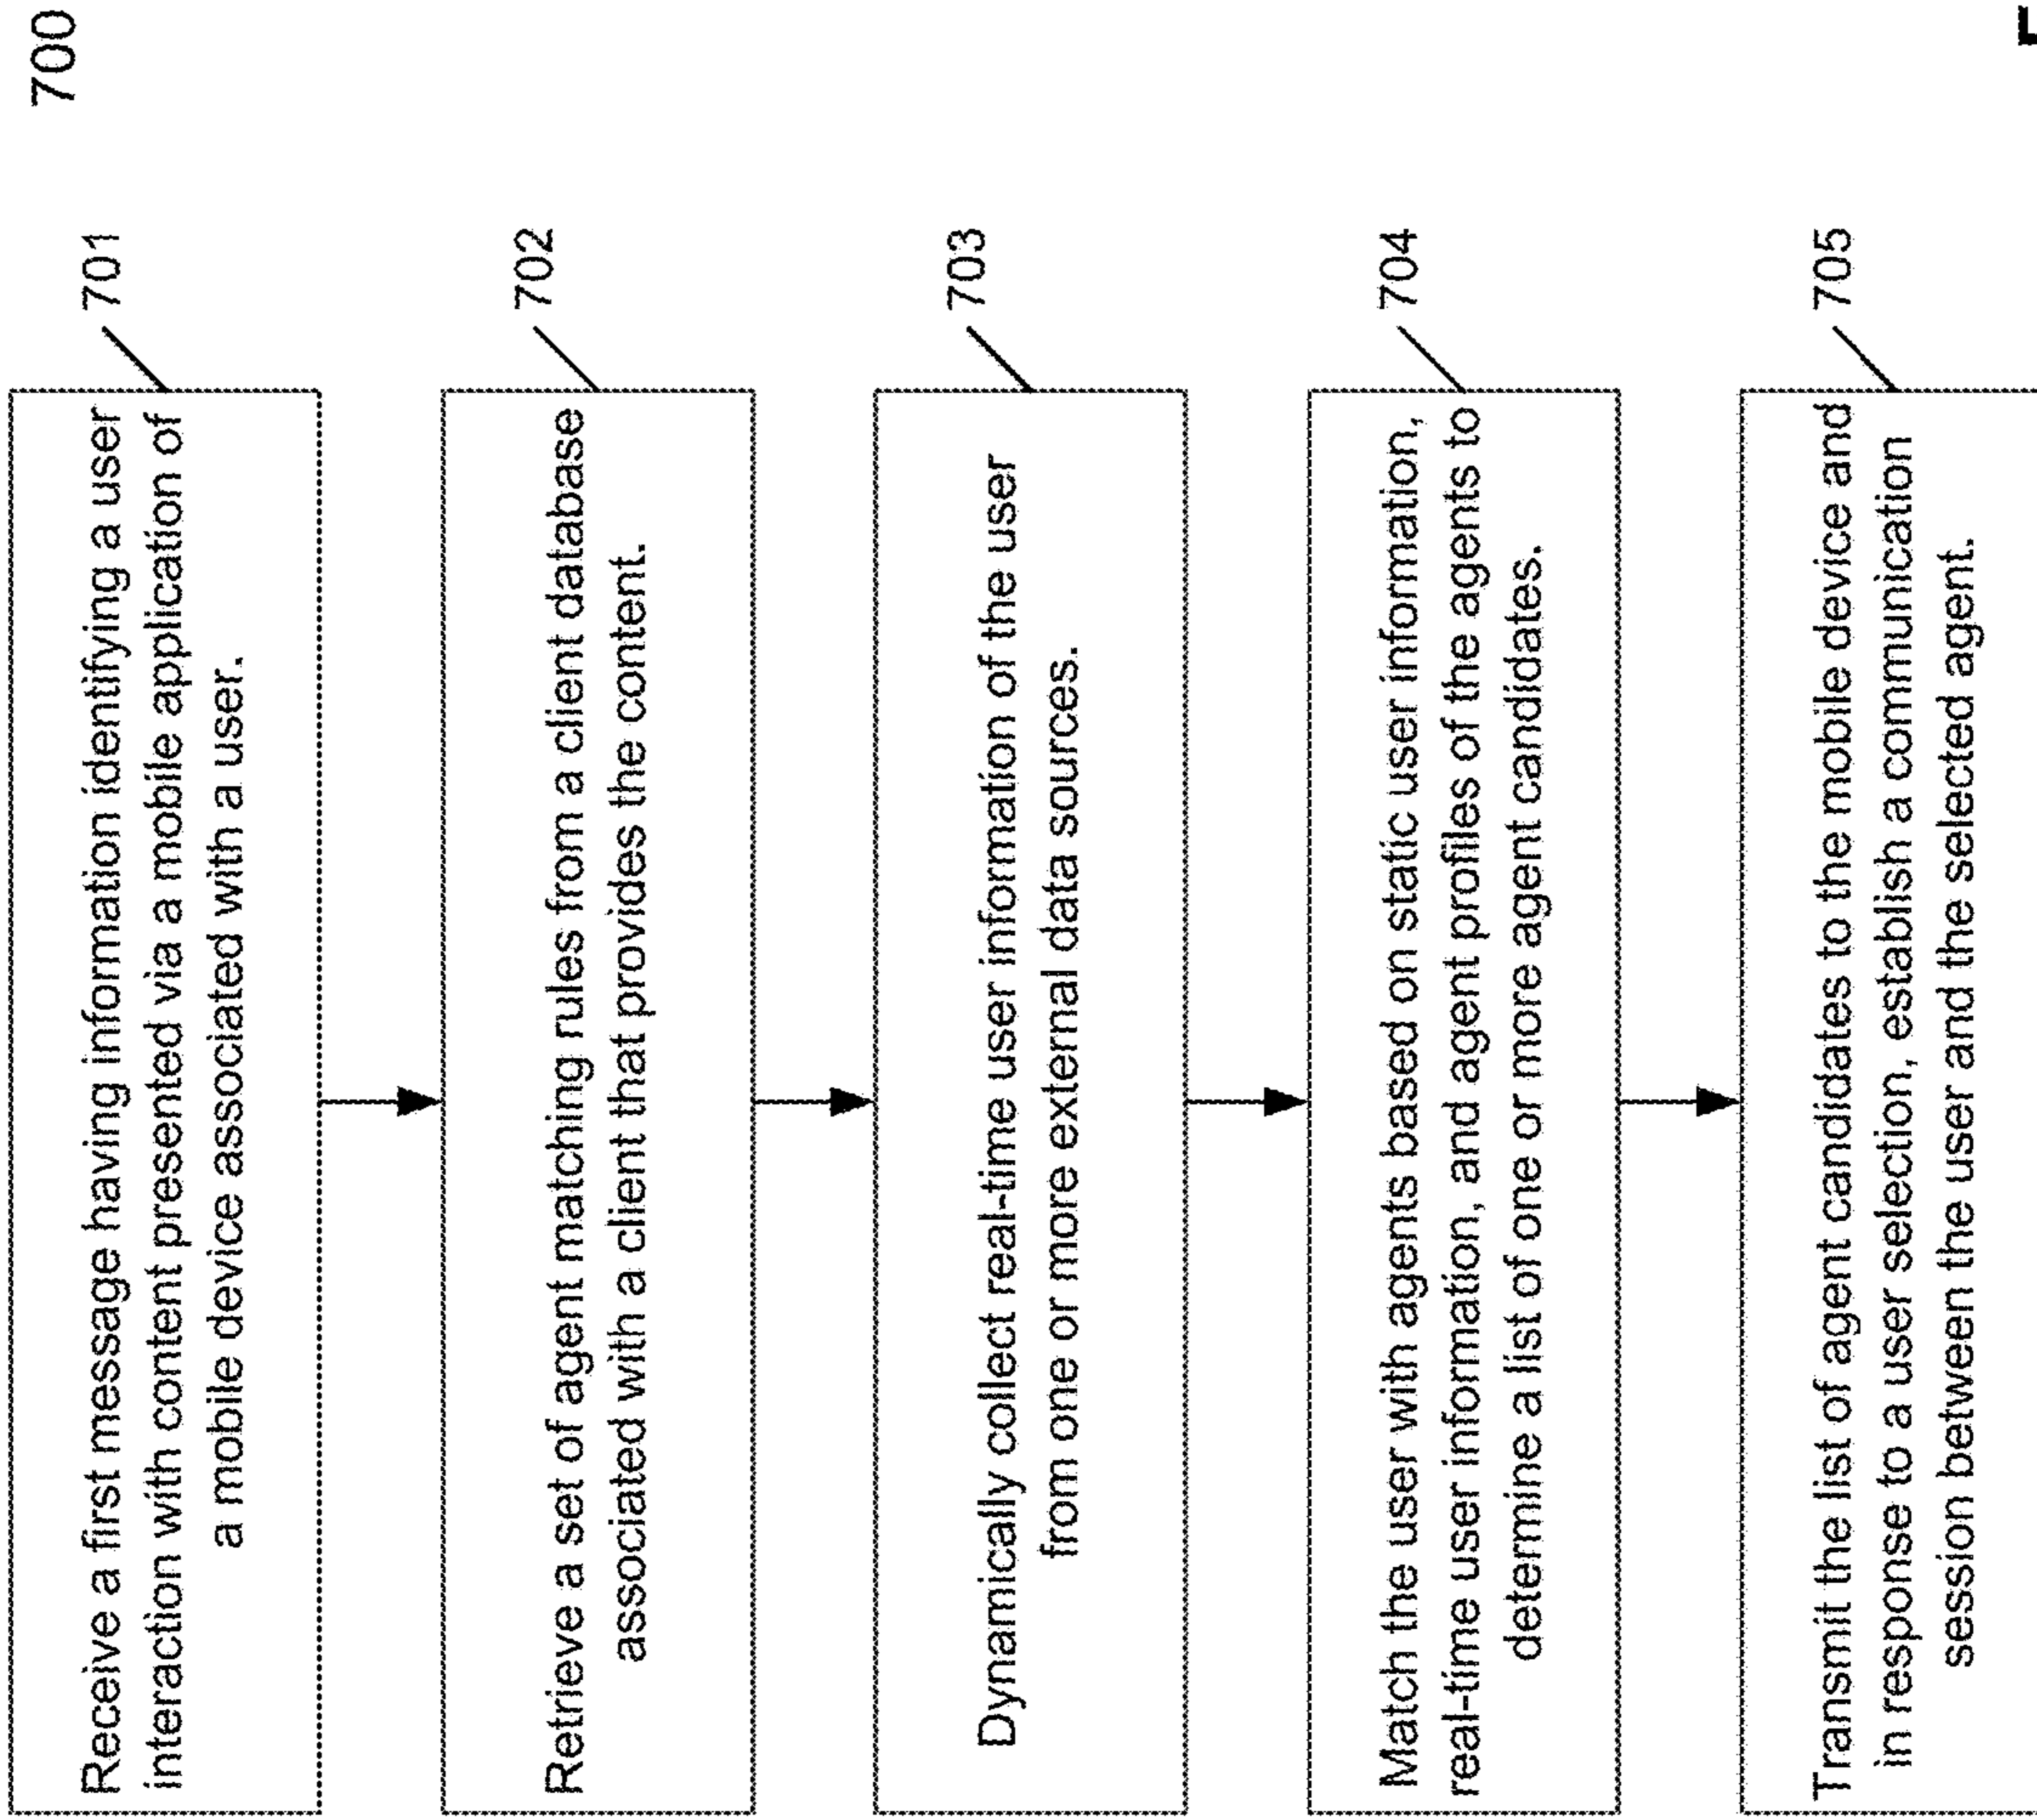 700
Receive a first message having information identifying a user
interaction with content presented via a mobile application of
a mobile device associated with a user.
701
Retrieve a set of agent matching rules from a client database
associated with a client that provides the content.
702
Dynamically collect real-time user information of the user
from one or more external data sources.
703
Match the user with agents based on static user information,
real-time user information, and agent profiles of the agents to
determine a list of one or more agent candidates.
704
Transmit the list of agent candidates to the mobile device and
in response to a user selection, establish a communication
session between the user and the selected agent.
705